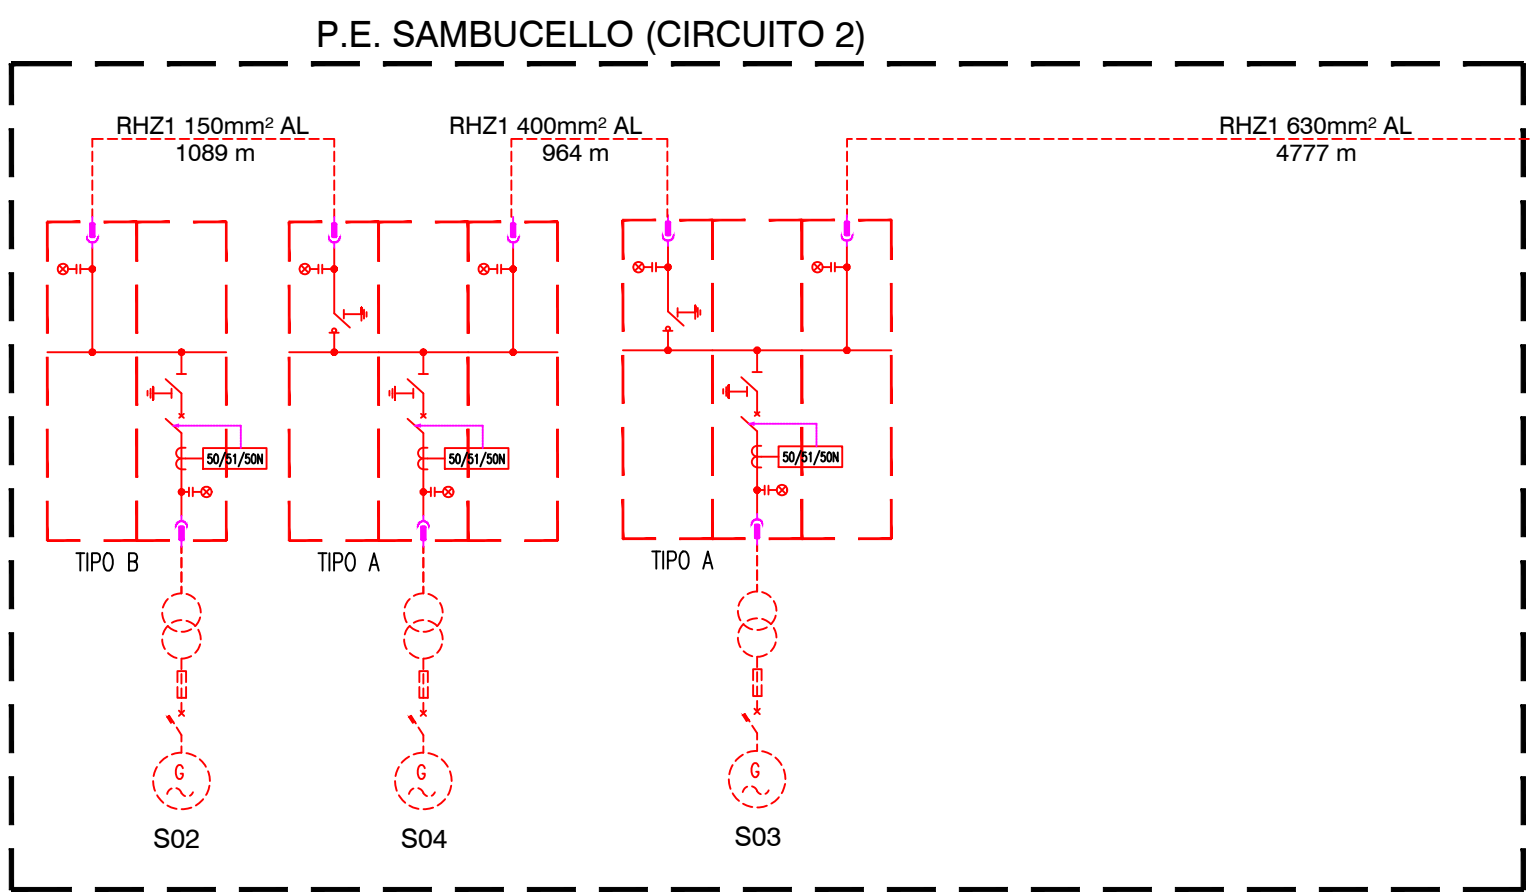 P.E. SAMBUCELLO (CIRCUITO 2)
RHZ1 150mm² AL
1089 m
RHZ1 400mm² AL
964 m
RHZ1 630mm² AL
4777 m
50/51/50N
50/51/50N
50/51/50N
TIPO B
TIPO A
TIPO A
G
G
G
S02
S04
S03